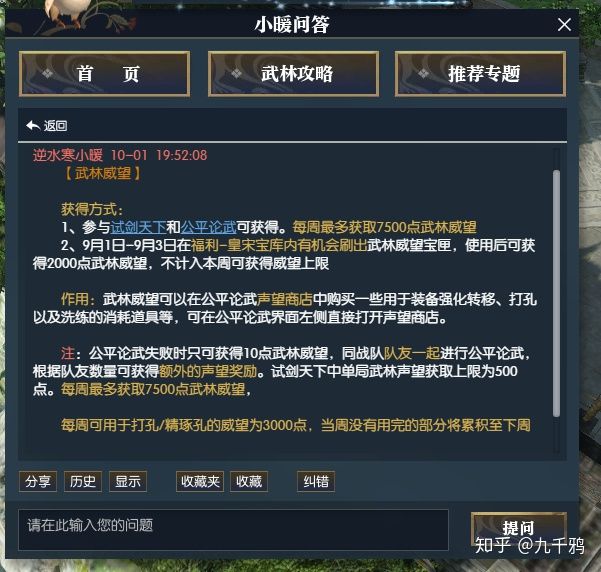 小暖问答
首 页
武林攻略
推荐专题
返回
逆水寒小暖 10-01 19:52:08
【武林威望】
获得方式：
1、参与试剑天下和公平论武可获得。每周最多获取7500点武林威望
2、9月1日-9月3日在福利-皇宋宝库内有机会刷出武林威望宝匣，使用后可获
得2000点武林威望，不计入本周可获得威望上限
作用：武林威望可以在公平论武声望商店中购买一些用于装备强化转移、打孔
以及洗练的消耗道具等，可在公平论武界面左侧直接打开声望商店。
注：公平论武失败时只可获得10点武林威望，同战队队友一起进行公平论武，
根据队友数量可获得额外的声望奖励。试剑天下中单局武林声望获取上限为500
点。每周最多获取7500点武林威望，
每周可用于打孔/精琢孔的威望为3000点，当周没有用完的部分将累积至下周
分享
历史
显示
收藏夹
收藏
纠错
请在此输入您的问题
提问
知乎 @九千鸦